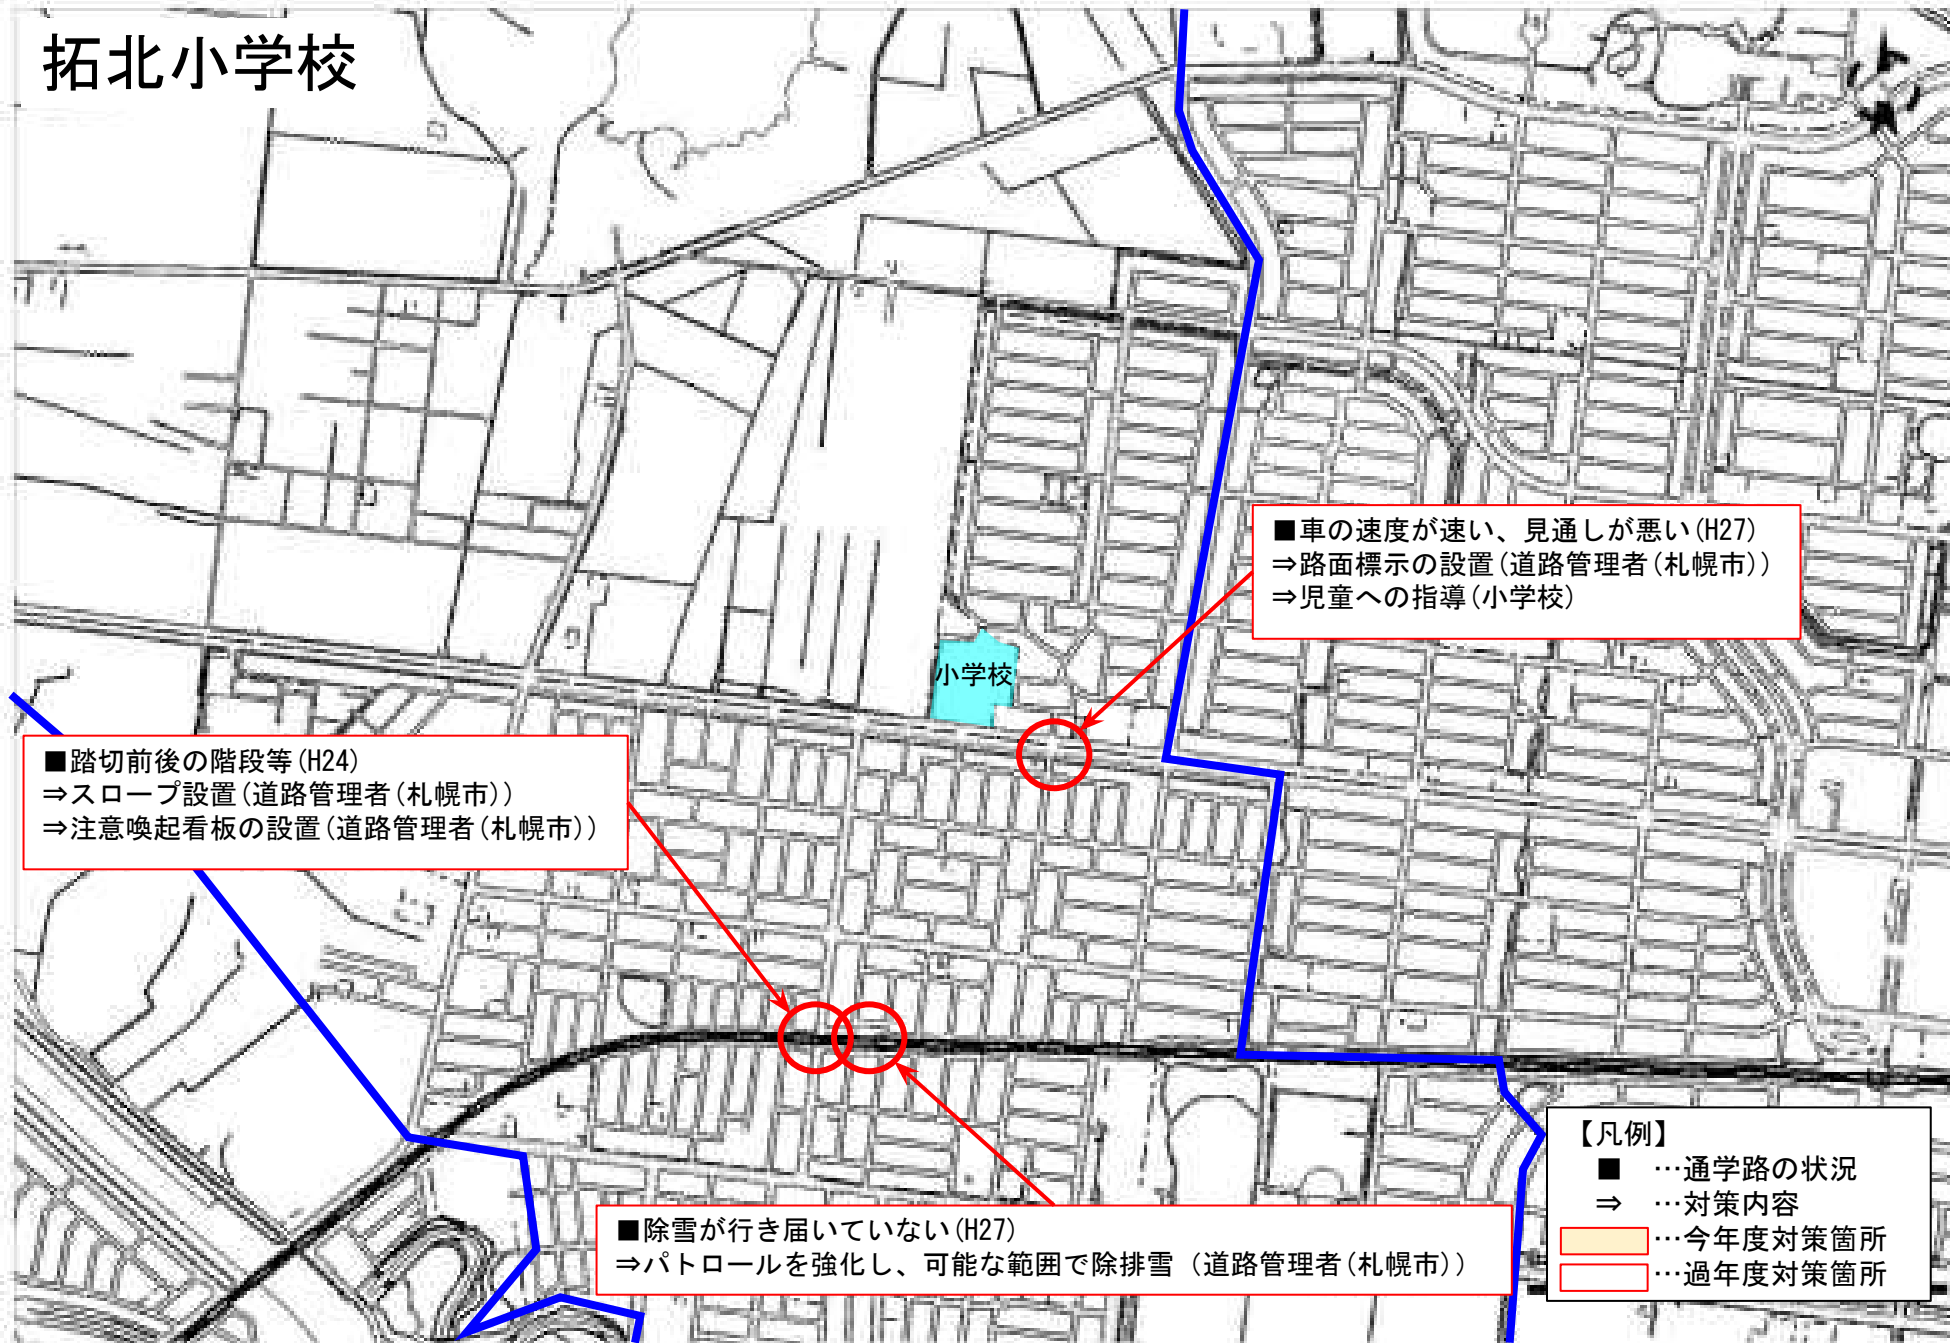 拓北小学校
■車の速度が速い、見通しが悪い(H27)
⇒路面標示の設置(道路管理者(札幌市))
⇒児童への指導(小学校)
小学校
■踏切前後の階段等(H24)
⇒スロープ設置(道路管理者(札幌市))
⇒注意喚起看板の設置(道路管理者(札幌市))
■除雪が行き届いていない(H27)
⇒パトロールを強化し、可能な範囲で除排雪（道路管理者(札幌市))
【凡例】
■ …通学路の状況
⇒ …対策内容
…今年度対策箇所
…過年度対策箇所